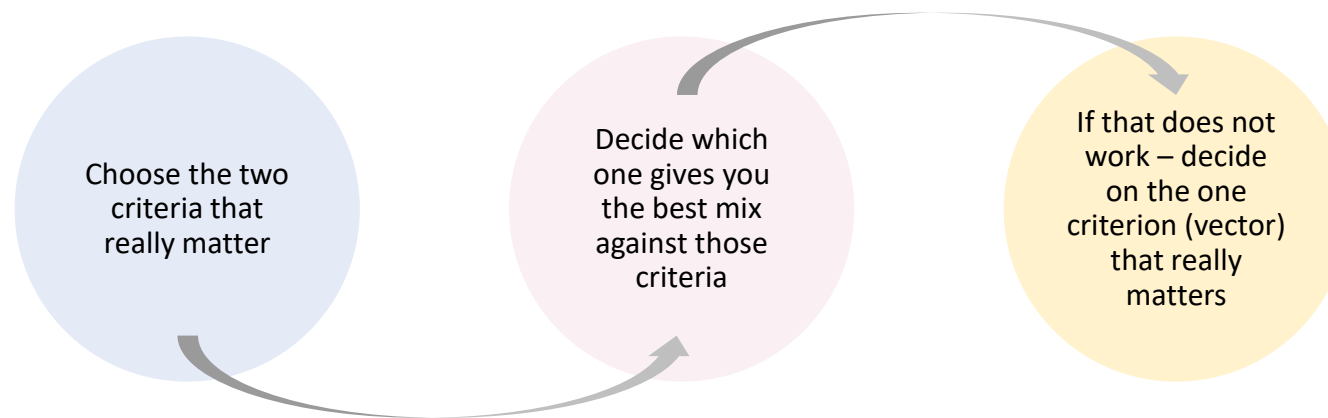 Choose the two
criteria that
really matter
Decide which
one gives you
the best mix
against those
criteria
If that does not
work – decide
on the one
criterion (vector)
that really
matters